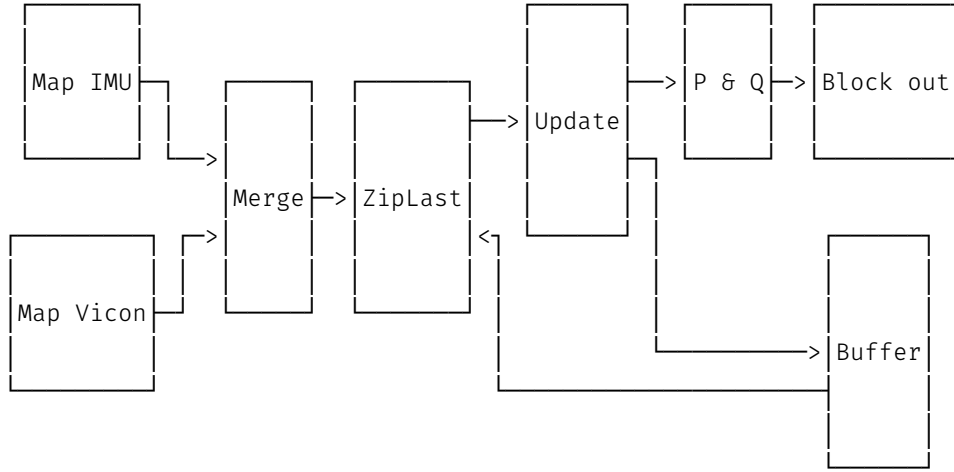 Map IMU
Map Vicon
Merge
ZipLast
Update
P & Q
Block out
Buffer